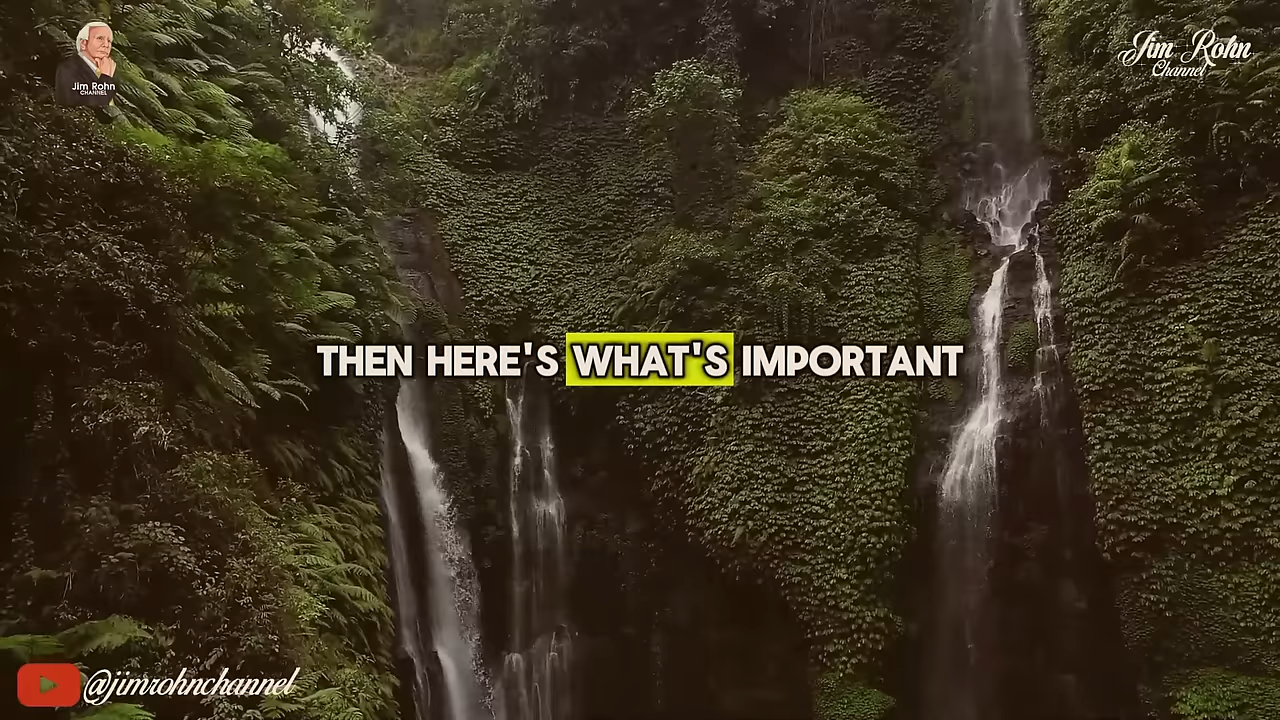 Jim Rohn
CHANNEL
Jim Rohn
Channel
THEN HERE'S WHAT'S IMPORTANT
@jimrohnchannel